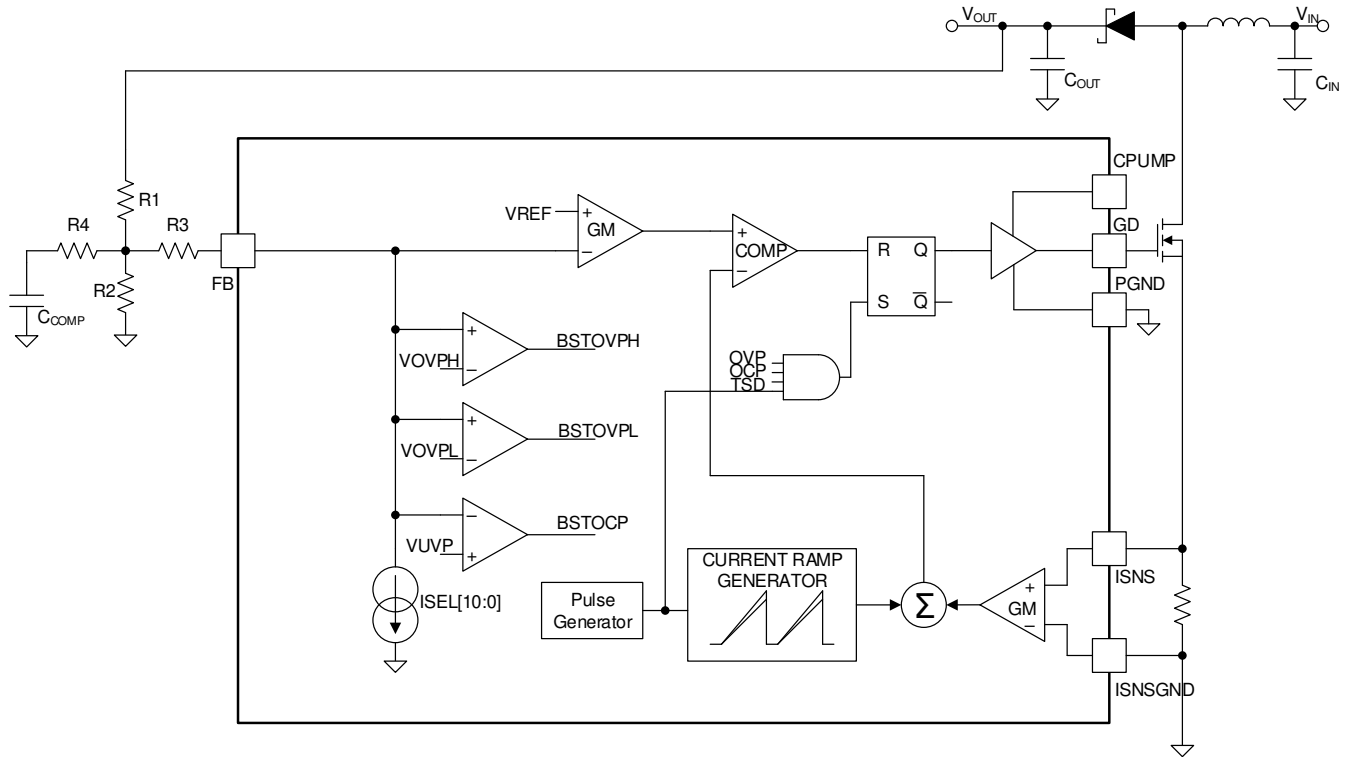 VOUT
VIN
COUT
CIN
CPUMP
R1
VREF
+
GM
−
+
COMP
−
R Q
S Q̅
GD
R4
R3
FB
R2
CCOMP
PGND
+
VOVPH
−
BSTOVPH
OVP
OCP
TSD
+
VOVPL
−
BSTOVPL
−
VUVP
+
BSTOCP
ISEL[10:0]
Pulse
Generator
CURRENT RAMP
GENERATOR
Σ
+
GM
−
ISNS
ISNSGND